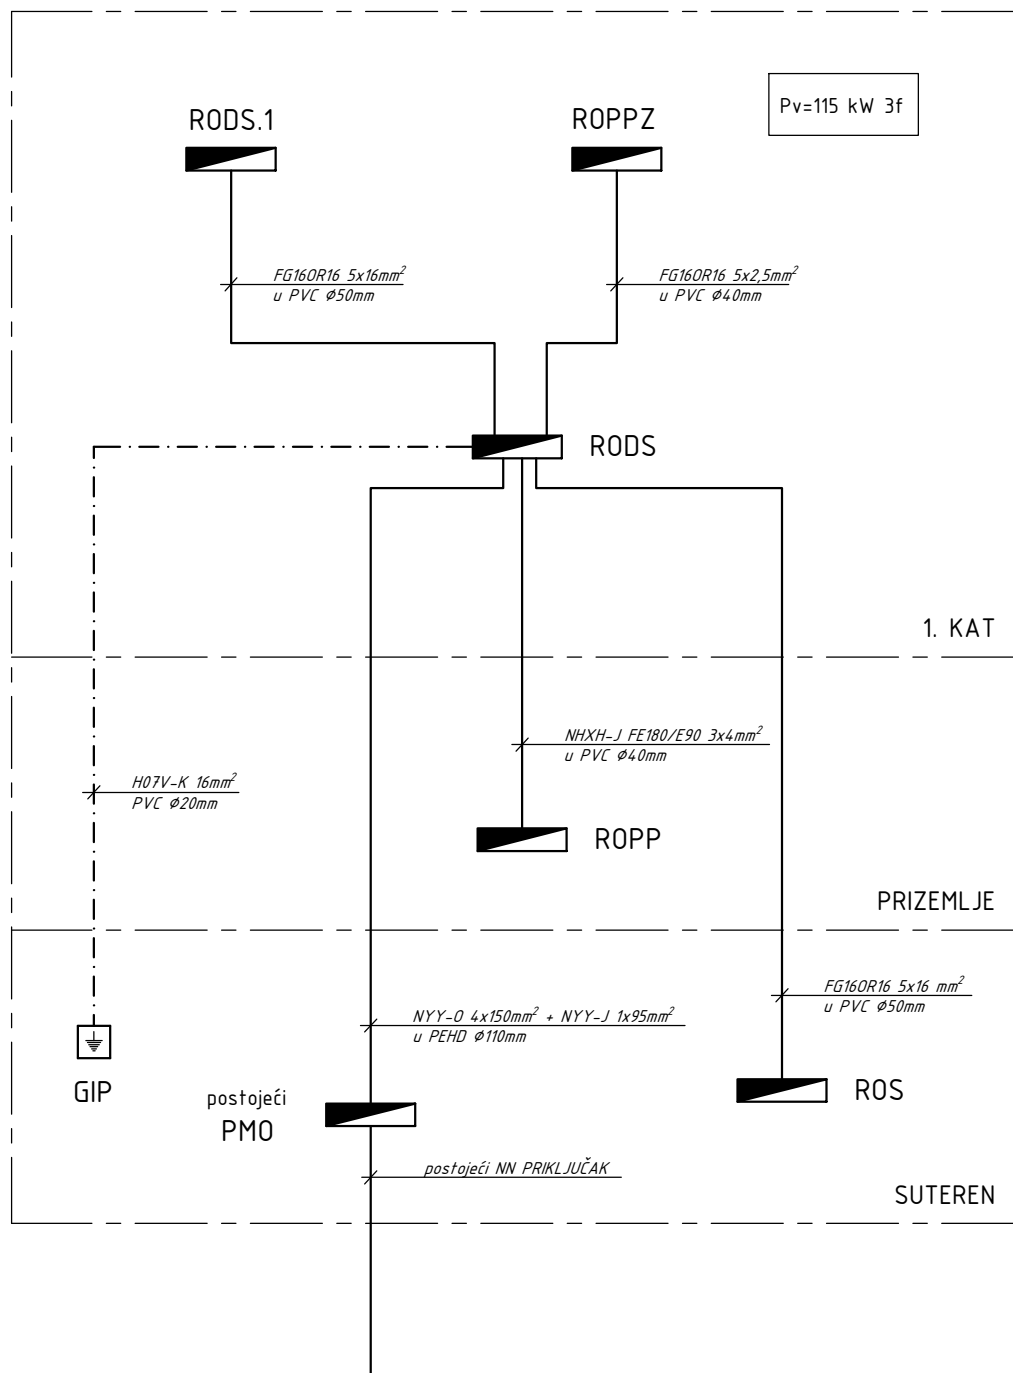 RODS.1
ROPPZ
Pv=115 kW 3f
FG16OR16 5x16mm²
u PVC Ø50mm
FG16OR16 5x2,5mm²
u PVC Ø40mm
RODS
1. KAT
NHXH-J FE180/E90 3x4mm²
u PVC Ø40mm
H07V-K 16mm²
PVC Ø20mm
ROPP
PRIZEMLJE
FG16OR16 5x16 mm²
u PVC Ø50mm
NYY-O 4x150mm² + NYY-J 1x95mm²
u PEHD Ø110mm
GIP
postojeći
PMO
ROS
postojeći NN PRIKLJUČAK
SUTEREN